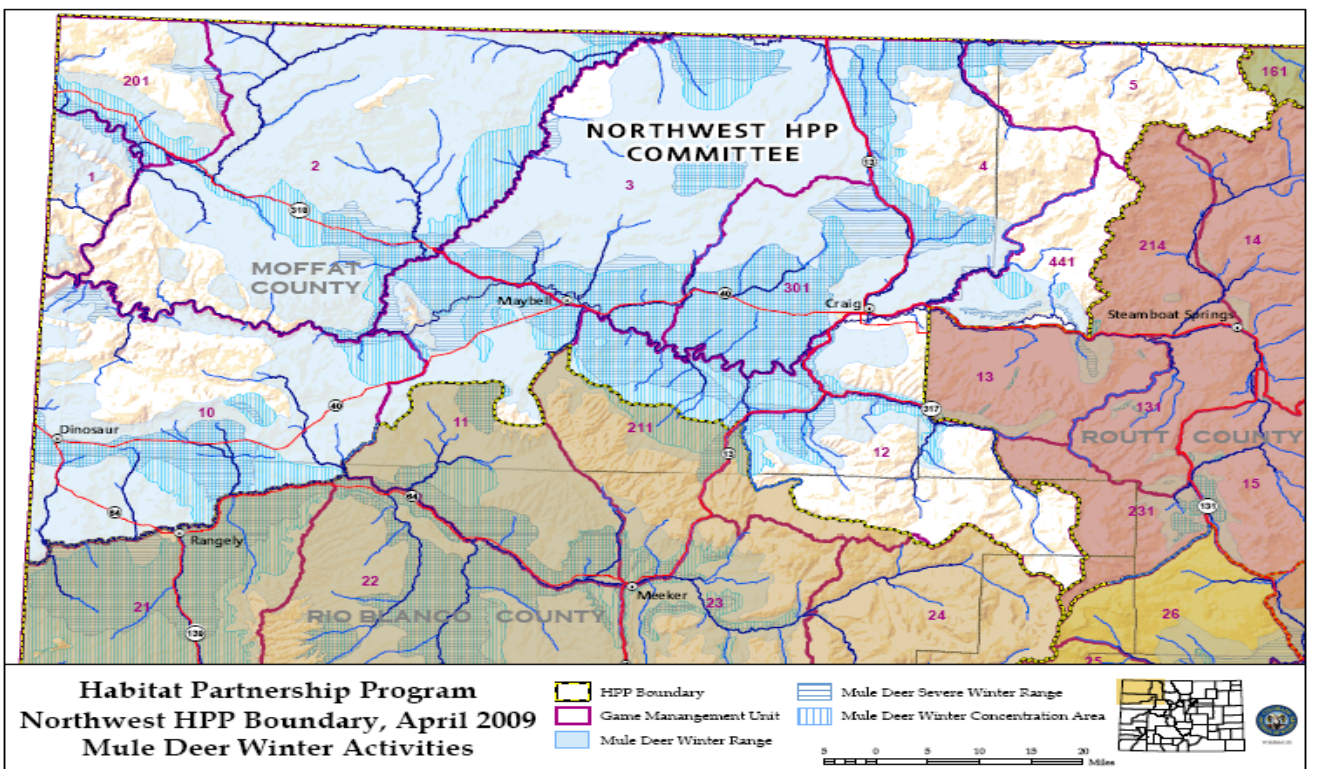 201
161
5
NORTHWEST HPP
COMMITTEE
12
1
2
3
4
318
214
14
MOFFAT
COUNTY
441
Maybell
40
301
Craig
Steamboat Springs
13
40
10
317
131
Dinosaur
11
211
ROUTT COUNTY
13
12
64
64
15
231
131
Rangely
22
Meeker
21
RIO BLANCO COUNTY
23
24
26
139
25
Habitat Partnership Program
Northwest HPP Boundary, April 2009
Mule Deer Winter Activities
HPP Boundary
Game Manangement Unit
Mule Deer Winter Range
Mule Deer Severe Winter Range
Mule Deer Winter Concentration Area
5 0 5 10 15 20
Miles